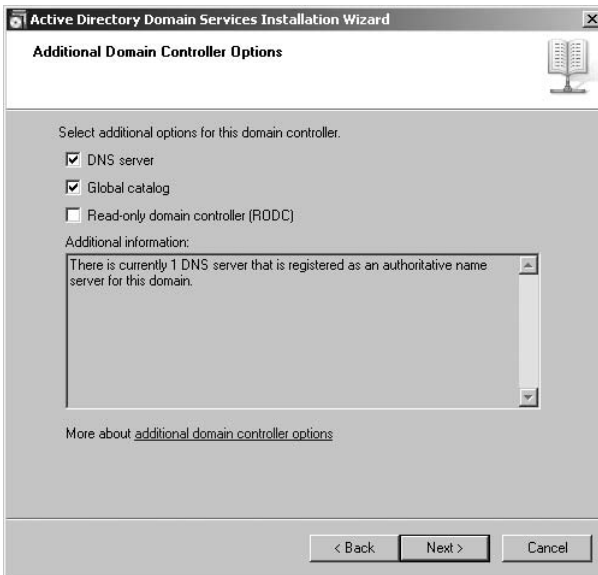 Active Directory Domain Services Installation Wizard
Additional Domain Controller Options
Select additional options for this domain controller.
DNS server
Global catalog
Read-only domain controller (RODC)
Additional information:
There is currently 1 DNS server that is registered as an authoritative name
server for this domain.
More about additional domain controller options
< Back Next > Cancel